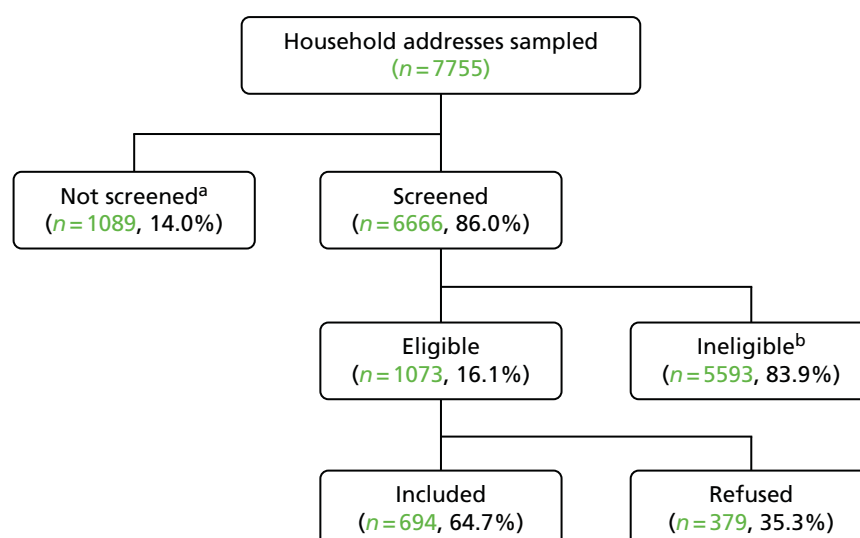 Household addresses sampled
(n=7755)
Not screenedᵃ
(n=1089, 14.0%)
Screened
(n=6666, 86.0%)
Eligible
(n=1073, 16.1%)
Ineligibleᵇ
(n=5593, 83.9%)
Included
(n=694, 64.7%)
Refused
(n=379, 35.3%)